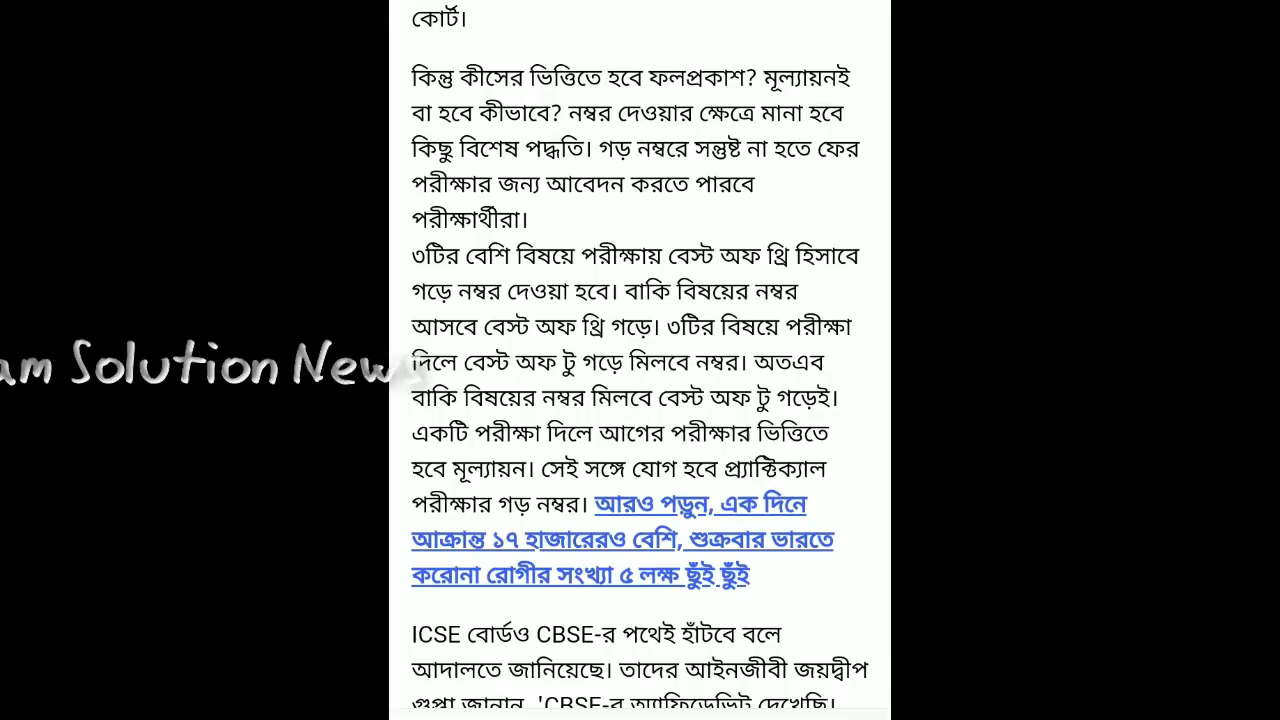 কোর্ট।
কিন্তু কীসের ভিত্তিতে হবে ফলপ্রকাশ? মূল্যায়নই
বা হবে কীভাবে? নম্বর দেওয়ার ক্ষেত্রে মানা হবে
কিছু বিশেষ পদ্ধতি। গড় নম্বরে সন্তুষ্ট না হতে ফের
পরীক্ষার জন্য আবেদন করতে পারবে
পরীক্ষার্থীরা।
৩টির বেশি বিষয়ে পরীক্ষায় বেস্ট অফ থ্রি হিসাবে
গড়ে নম্বর দেওয়া হবে। বাকি বিষয়ের নম্বর
আসবে বেস্ট অফ থ্রি গড়ে। ৩টির বিষয়ে পরীক্ষা
দিলে বেস্ট অফ টু গড়ে মিলবে নম্বর। অতএব
বাকি বিষয়ের নম্বর মিলবে বেস্ট অফ টু গড়েই।
একটি পরীক্ষা দিলে আগের পরীক্ষার ভিত্তিতে
হবে মূল্যায়ন। সেই সঙ্গে যোগ হবে প্র্যাক্টিক্যাল
পরীক্ষার গড় নম্বর। আরও পড়ুন, এক দিনে
আক্রান্ত ১৭ হাজারেরও বেশি, শুক্রবার ভারতে
করোনা রোগীর সংখ্যা ৫ লক্ষ ছুঁই ছুঁই
ICSE বোর্ডও CBSE-র পথেই হাঁটবে বলে
আদালতে জানিয়েছে। তাদের আইনজীবী জয়দ্বীপ
গুপ্তা জানান, 'CBSE-র অ্যাফিডেভিট দেখেছি।
am Solution News